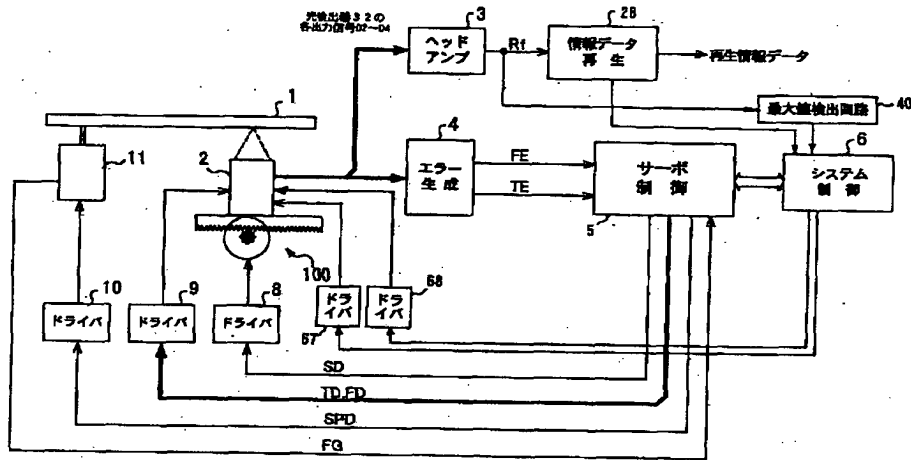 光検出器32の
各出力信号D2〜D4
3
ヘッド
アンプ
Rf
28
情報データ
再生
再生情報データ
最大値検出回路
40
1
11
2
4
エラー
生成
FE
TE
サーボ
制御
5
6
システム
制御
100
10
ドライバ
9
ドライバ
8
ドライバ
ドライバ
67
ドライバ
68
SD
TD,FD
SPD
FG